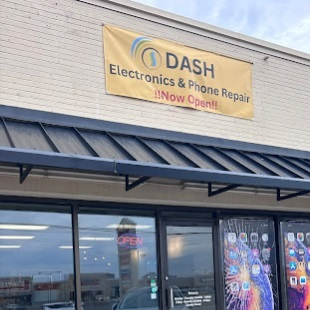 DASH
Electronics & Phone Repair
!!Now Open!!
OPEN